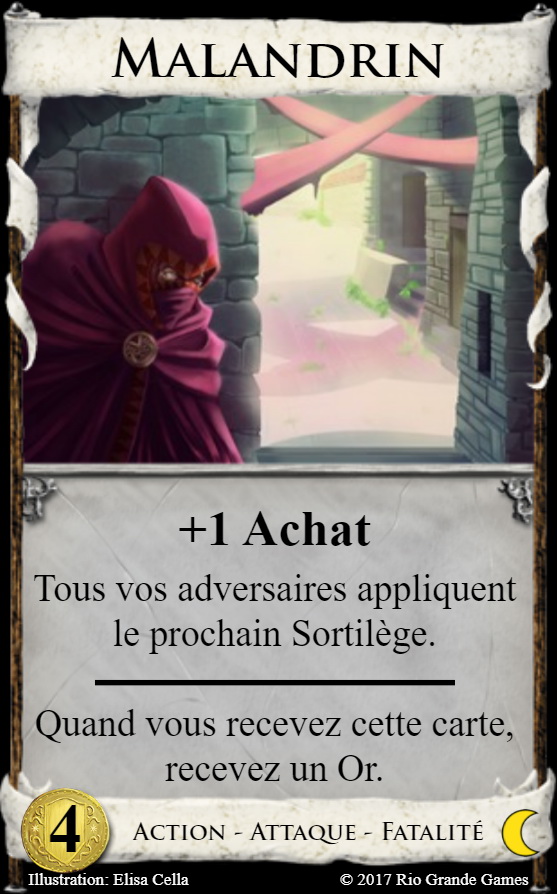 Malandrin
+1 Achat
Tous vos adversaires appliquent
le prochain Sortilège.
Quand vous recevez cette carte,
recevez un Or.
4
Action - Attaque - Fatalité
Illustration: Elisa Cella
© 2017 Rio Grande Games